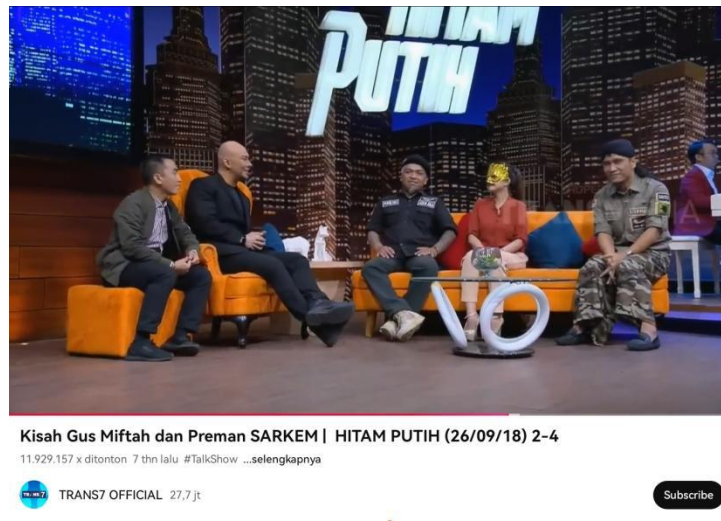 HITAM
PUTIH
Kisah Gus Miftah dan Preman SARKEM | HITAM PUTIH (26/09/18) 2-4
11.929.157 x ditonton 7 thn lalu #TalkShow ...selengkapnya
TRANS7
TRANS7 OFFICIAL 27,7 jt
Subscribe